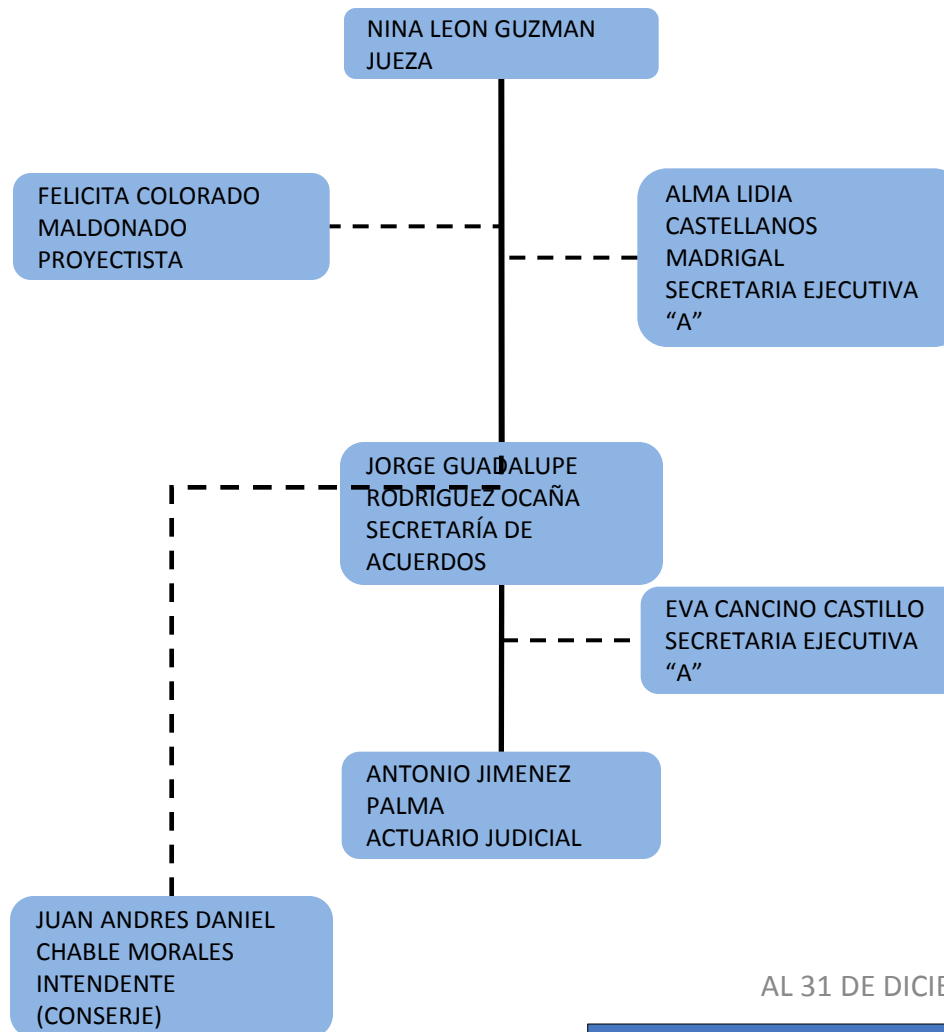 NINA LEON GUZMAN
JUEZA
FELICITA COLORADO
MALDONADO
PROYECTISTA
ALMA LIDIA
CASTELLANOS
MADRIGAL
SECRETARIA EJECUTIVA
“A”
JORGE GUADALUPE
RODRIGUEZ OCAÑA
SECRETARÍA DE
ACUERDOS
EVA CANCINO CASTILLO
SECRETARIA EJECUTIVA
“A”
ANTONIO JIMENEZ
PALMA
ACTUARIO JUDICIAL
JUAN ANDRES DANIEL
CHABLE MORALES
INTENDENTE
(CONSERJE)
AL 31 DE DICIE